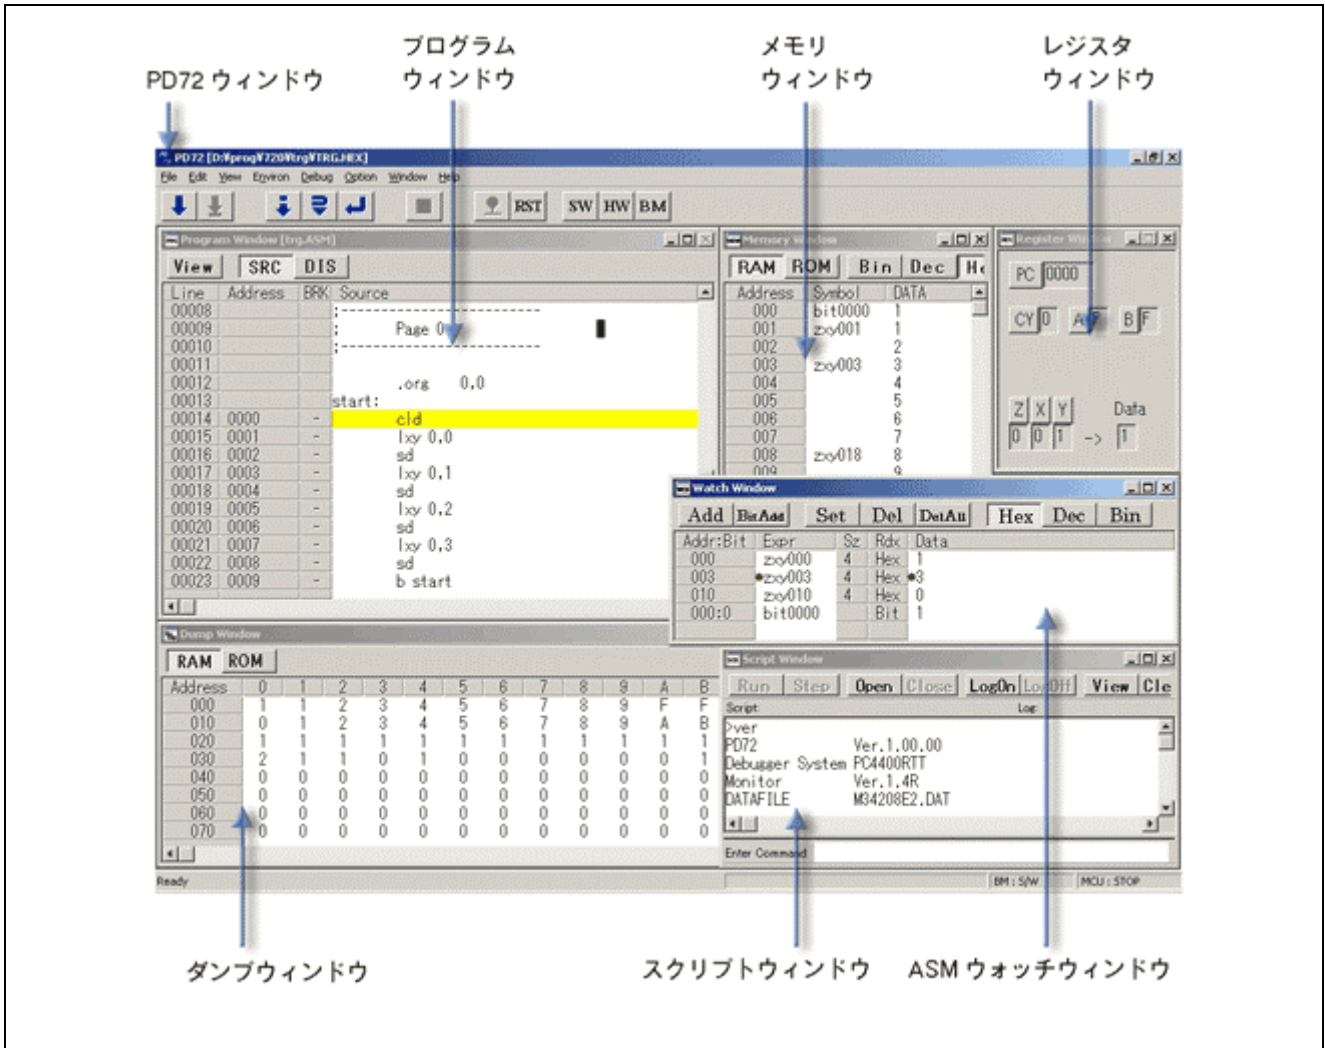 PD72 ウィンドウ
プログラム
ウィンドウ
メモリ
ウィンドウ
レジスタ
ウィンドウ
PD72 [D:¥prog¥720¥trg¥TRG.HEX]
File Edit View Environ Debug Option Window Help
RST SW HW BM
Program Window [trg.ASM]
View SRC DIS
Line Address BRK Source
00008 ;-----------------------
00009 ; Page 0
00010 ;-----------------------
00011
00012 .org 0,0
00013 start:
00014 0000 - cld
00015 0001 - lxy 0,0
00016 0002 - sd
00017 0003 - lxy 0,1
00018 0004 - sd
00019 0005 - lxy 0,2
00020 0006 - sd
00021 0007 - lxy 0,3
00022 0008 - sd
00023 0009 - b start
Memory Window
RAM ROM Bin Dec
Address Symbol DATA
000 bit0000 1
001 zxy001 1
002 2
003 zxy003 3
004 4
005 5
006 6
007 7
008 zxy018 8
009 9
Register Window
PC 0000
CY 0 A B F
Z X Y Data
0 0 1 -> 1
Watch Window
Add BitAdd Set Del DelAll Hex Dec Bin
Addr:Bit Expr Sz Rdx Data
000 zxy000 4 Hex 1
003 ●zxy003 4 Hex ●3
010 zxy010 4 Hex 0
000:0 bit0000 Bit 1
Dump Window
RAM ROM
Address 0 1 2 3 4 5 6 7 8 9 A B
000 1 1 2 3 4 5 6 7 8 9 F F
010 0 1 2 3 4 5 6 7 8 9 A B
020 1 1 1 1 1 1 1 1 1 1 1 1
030 2 1 1 0 1 0 0 0 0 0 0 1
040 0 0 0 0 0 0 0 0 0 0 0 0
050 0 0 0 0 0 0 0 0 0 0 0 0
060 0 0 0 0 0 0 0 0 0 0 0 0
070 0 0 0 0 0 0 0 0 0 0 0 0
Script Window
Run Step Open Close LogOn LogOff View Cle
Script: Log:
>ver
PD72 Ver.1.00.00
Debugger System PC4400RTT
Monitor Ver.1.4R
DATAFILE M34208E2.DAT
Enter Command
Ready BM : S/W MCU : STOP
ダンプウィンドウ
スクリプトウィンドウ
ASM ウォッチウィンドウ